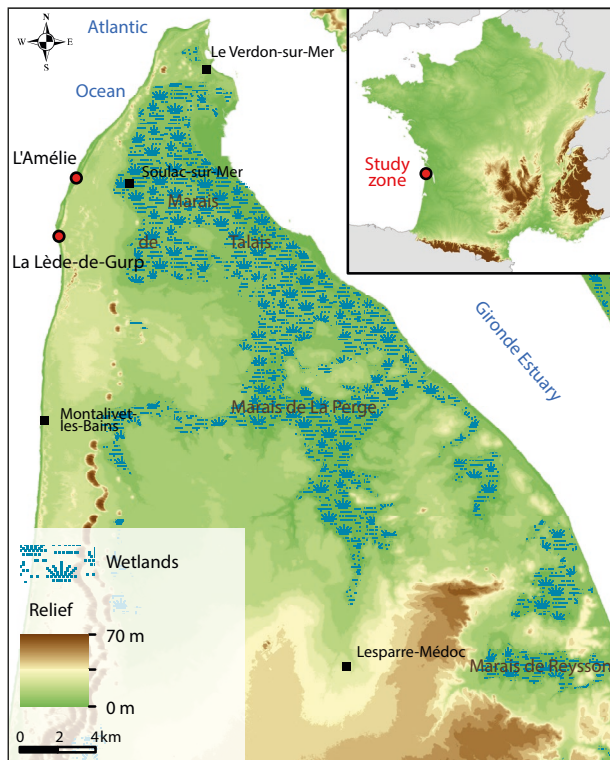 Atlantic
Ocean
N
W E
S
Le Verdon-sur-Mer
L'Amélie
Soulac-sur-Mer
Marais
de Talais
La Lède-de-Gurp
Study
zone
Gironde Estuary
Montalivet-
les-Bains
Marais de La Perge
Wetlands
Relief
70 m
0 m
0 2 4 km
Lesparre-Médoc
Marais de Reysson